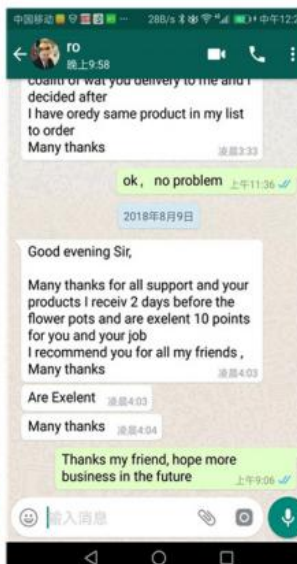 中国移动
28B/s
中午12:2
ro
晚上9:58
coaliti of wat you delivery to me and I
decided after
I have oredy same product in my list
to order
Many thanks
凌晨3:33
ok， no problem
上午11:36
2018年8月9日
Good evening Sir,
Many thanks for all support and your
products I receiv 2 days before the
flower pots and are exelent 10 points
for you and your job
I recommend you for all my friends ,
Many thanks
凌晨4:03
Are Exelent
凌晨4:03
Many thanks
凌晨4:04
Thanks my friend, hope more
business in the future
上午9:06
输入消息